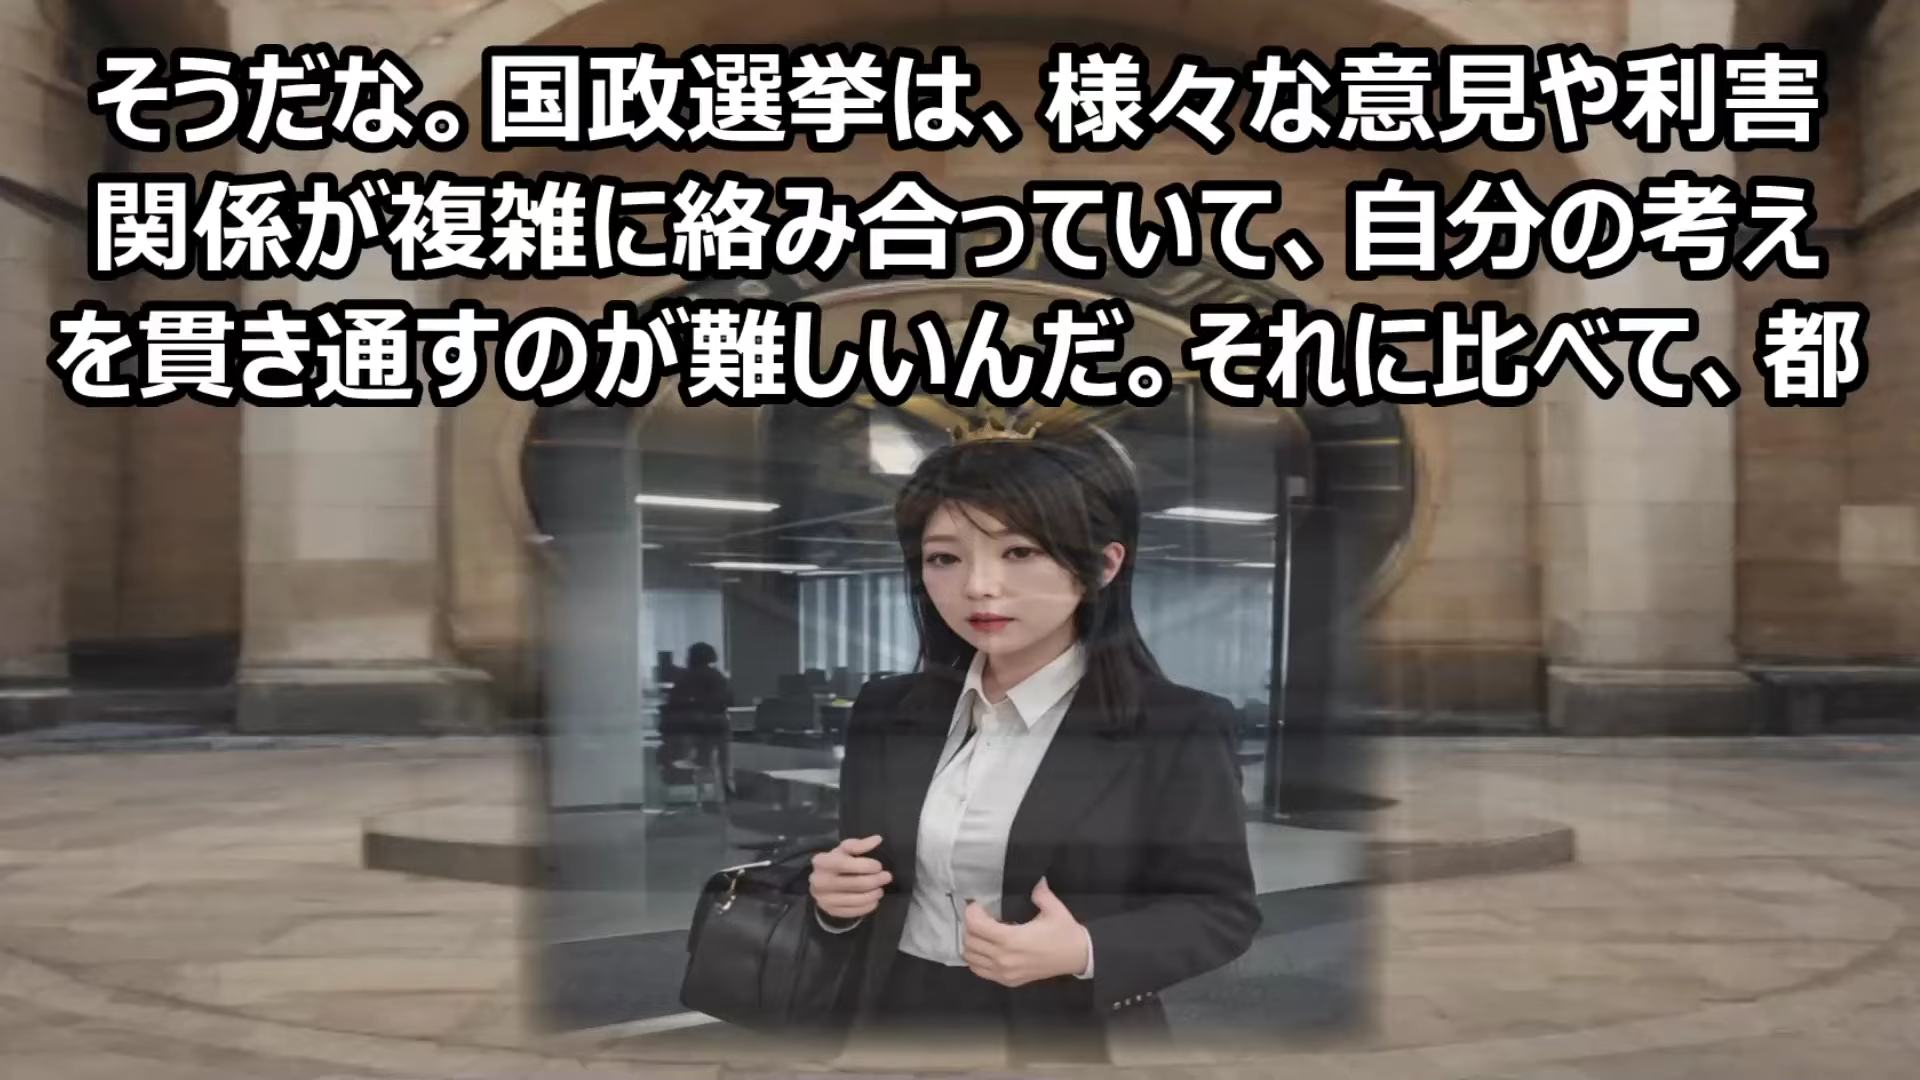 そうだな。国政選挙は、様々な意見や利害
関係が複雑に絡み合っていて、自分の考え
を貫き通すのが難しいんだ。それに比べて、都